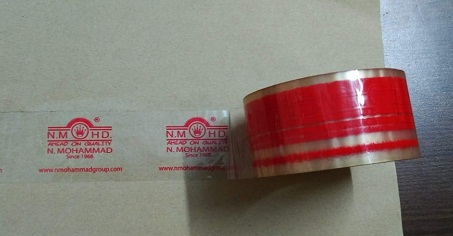 ®
N.M HD.
AHEAD ON QUALITY
N. MOHAMMAD
Since 1968
www.nmohammadgroup.com
®
N.M HD.
AHEAD ON QUALITY
N. MOHAMMAD
Since 1968
www.nmohammadgroup.com